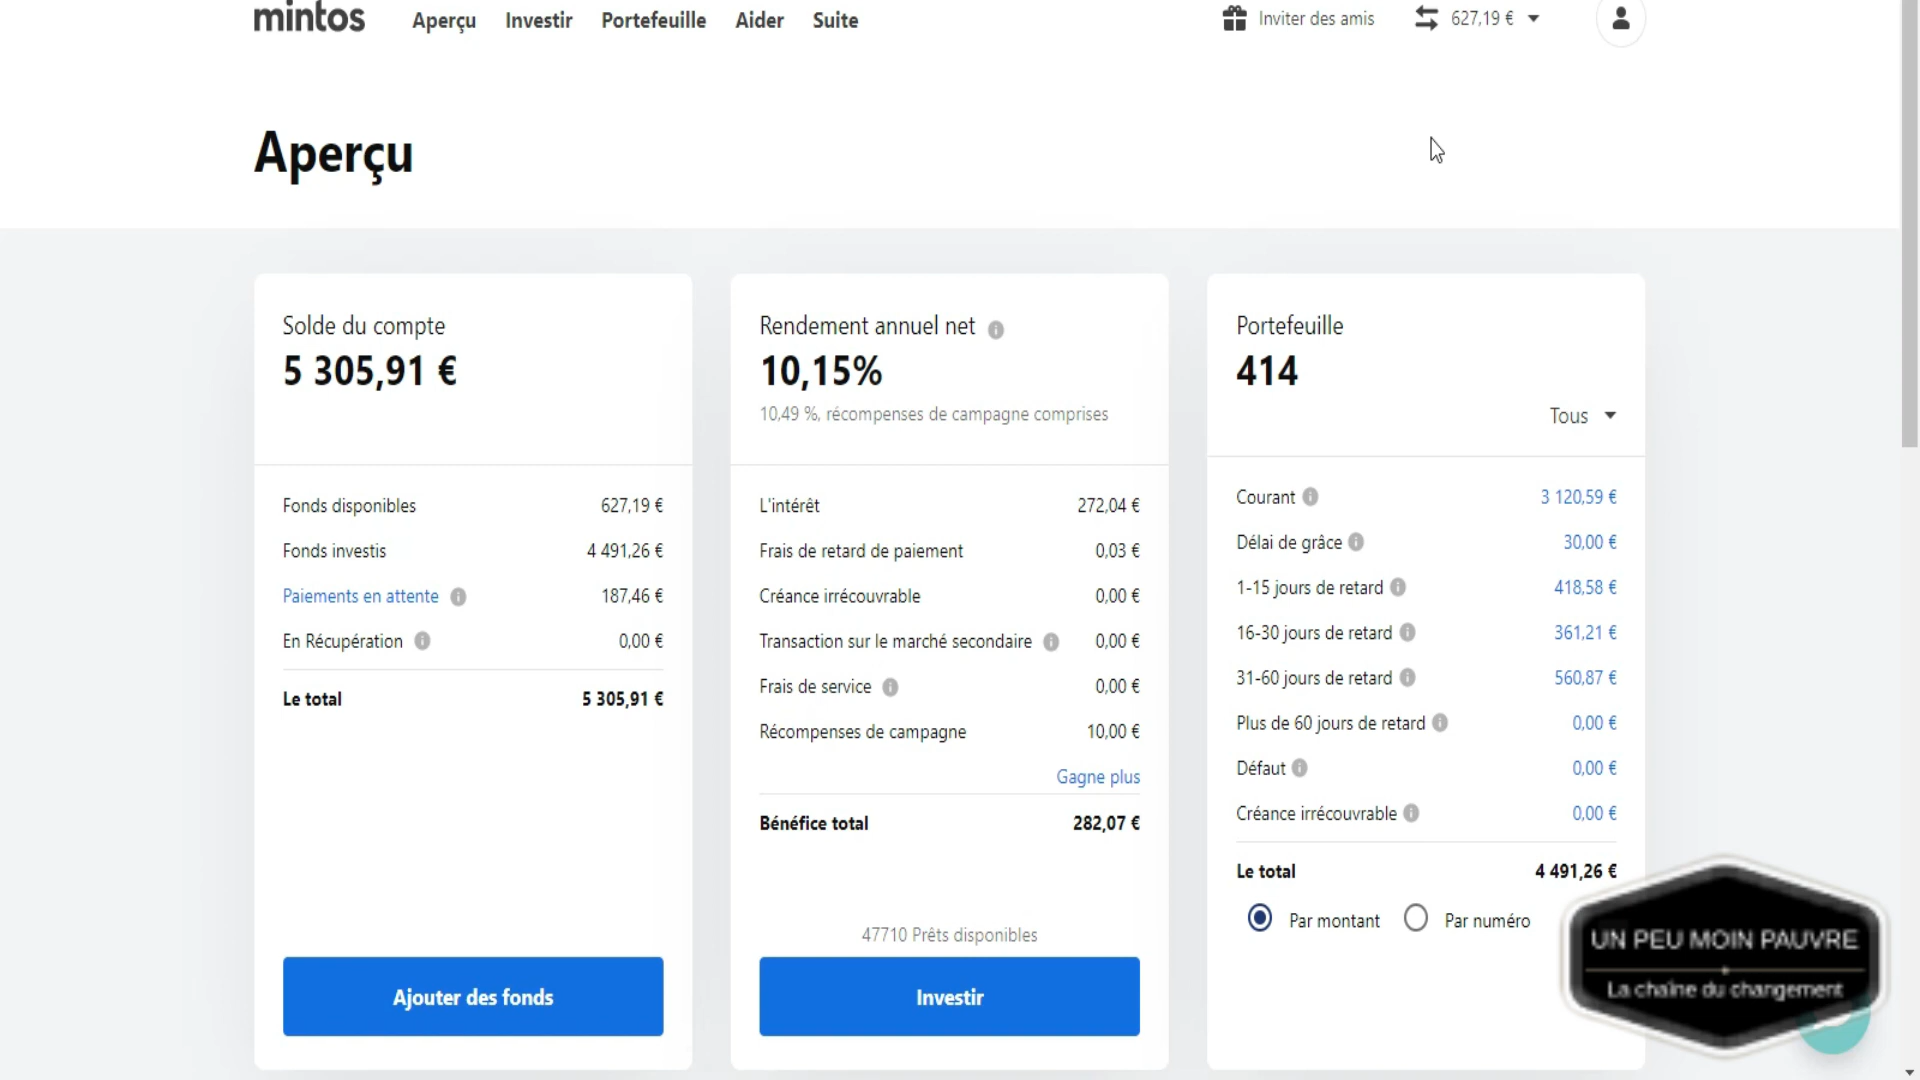 mintos
Aperçu
Investir
Portefeuille
Aider
Suite
Inviter des amis
627,19 €
Aperçu
Solde du compte
5 305,91 €
Fonds disponibles 627,19 €
Fonds investis 4 491,26 €
Paiements en attente 187,46 €
En Récupération 0,00 €
Le total 5 305,91 €
Ajouter des fonds
Rendement annuel net
10,15%
10,49 %, récompenses de campagne comprises
L'intérêt 272,04 €
Frais de retard de paiement 0,03 €
Créance irrécouvrable 0,00 €
Transaction sur le marché secondaire 0,00 €
Frais de service 0,00 €
Récompenses de campagne 10,00 €
Gagne plus
Bénéfice total 282,07 €
47710 Prêts disponibles
Investir
Portefeuille
414
Tous
Courant 3 120,59 €
Délai de grâce 30,00 €
1-15 jours de retard 418,58 €
16-30 jours de retard 361,21 €
31-60 jours de retard 560,87 €
Plus de 60 jours de retard 0,00 €
Défaut 0,00 €
Créance irrécouvrable 0,00 €
Le total 4 491,26 €
Par montant
Par numéro
UN PEU MOIN PAUVRE
La chaîne du changement